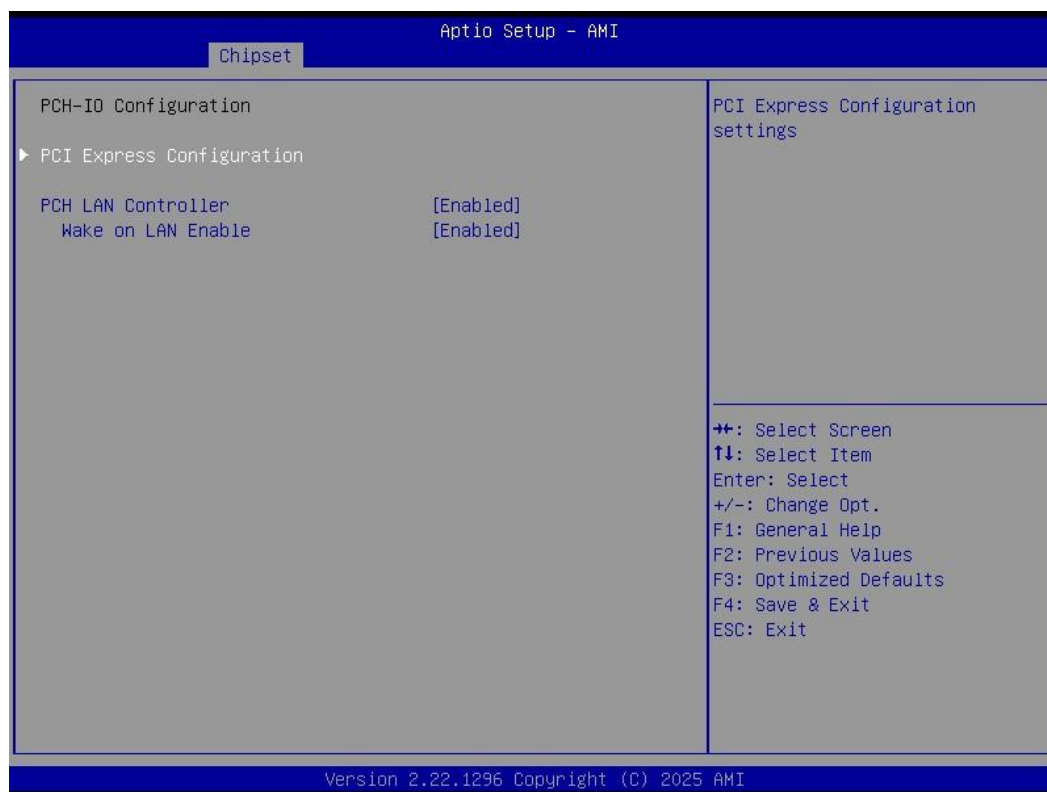 Aptio Setup - AMI
Chipset
PCH-IO Configuration
PCI Express Configuration
PCH LAN Controller [Enabled]
Wake on LAN Enable [Enabled]
PCI Express Configuration
settings
→←: Select Screen
↑↓: Select Item
Enter: Select
+/-: Change Opt.
F1: General Help
F2: Previous Values
F3: Optimized Defaults
F4: Save & Exit
ESC: Exit
Version 2.22.1296 Copyright (C) 2025 AMI